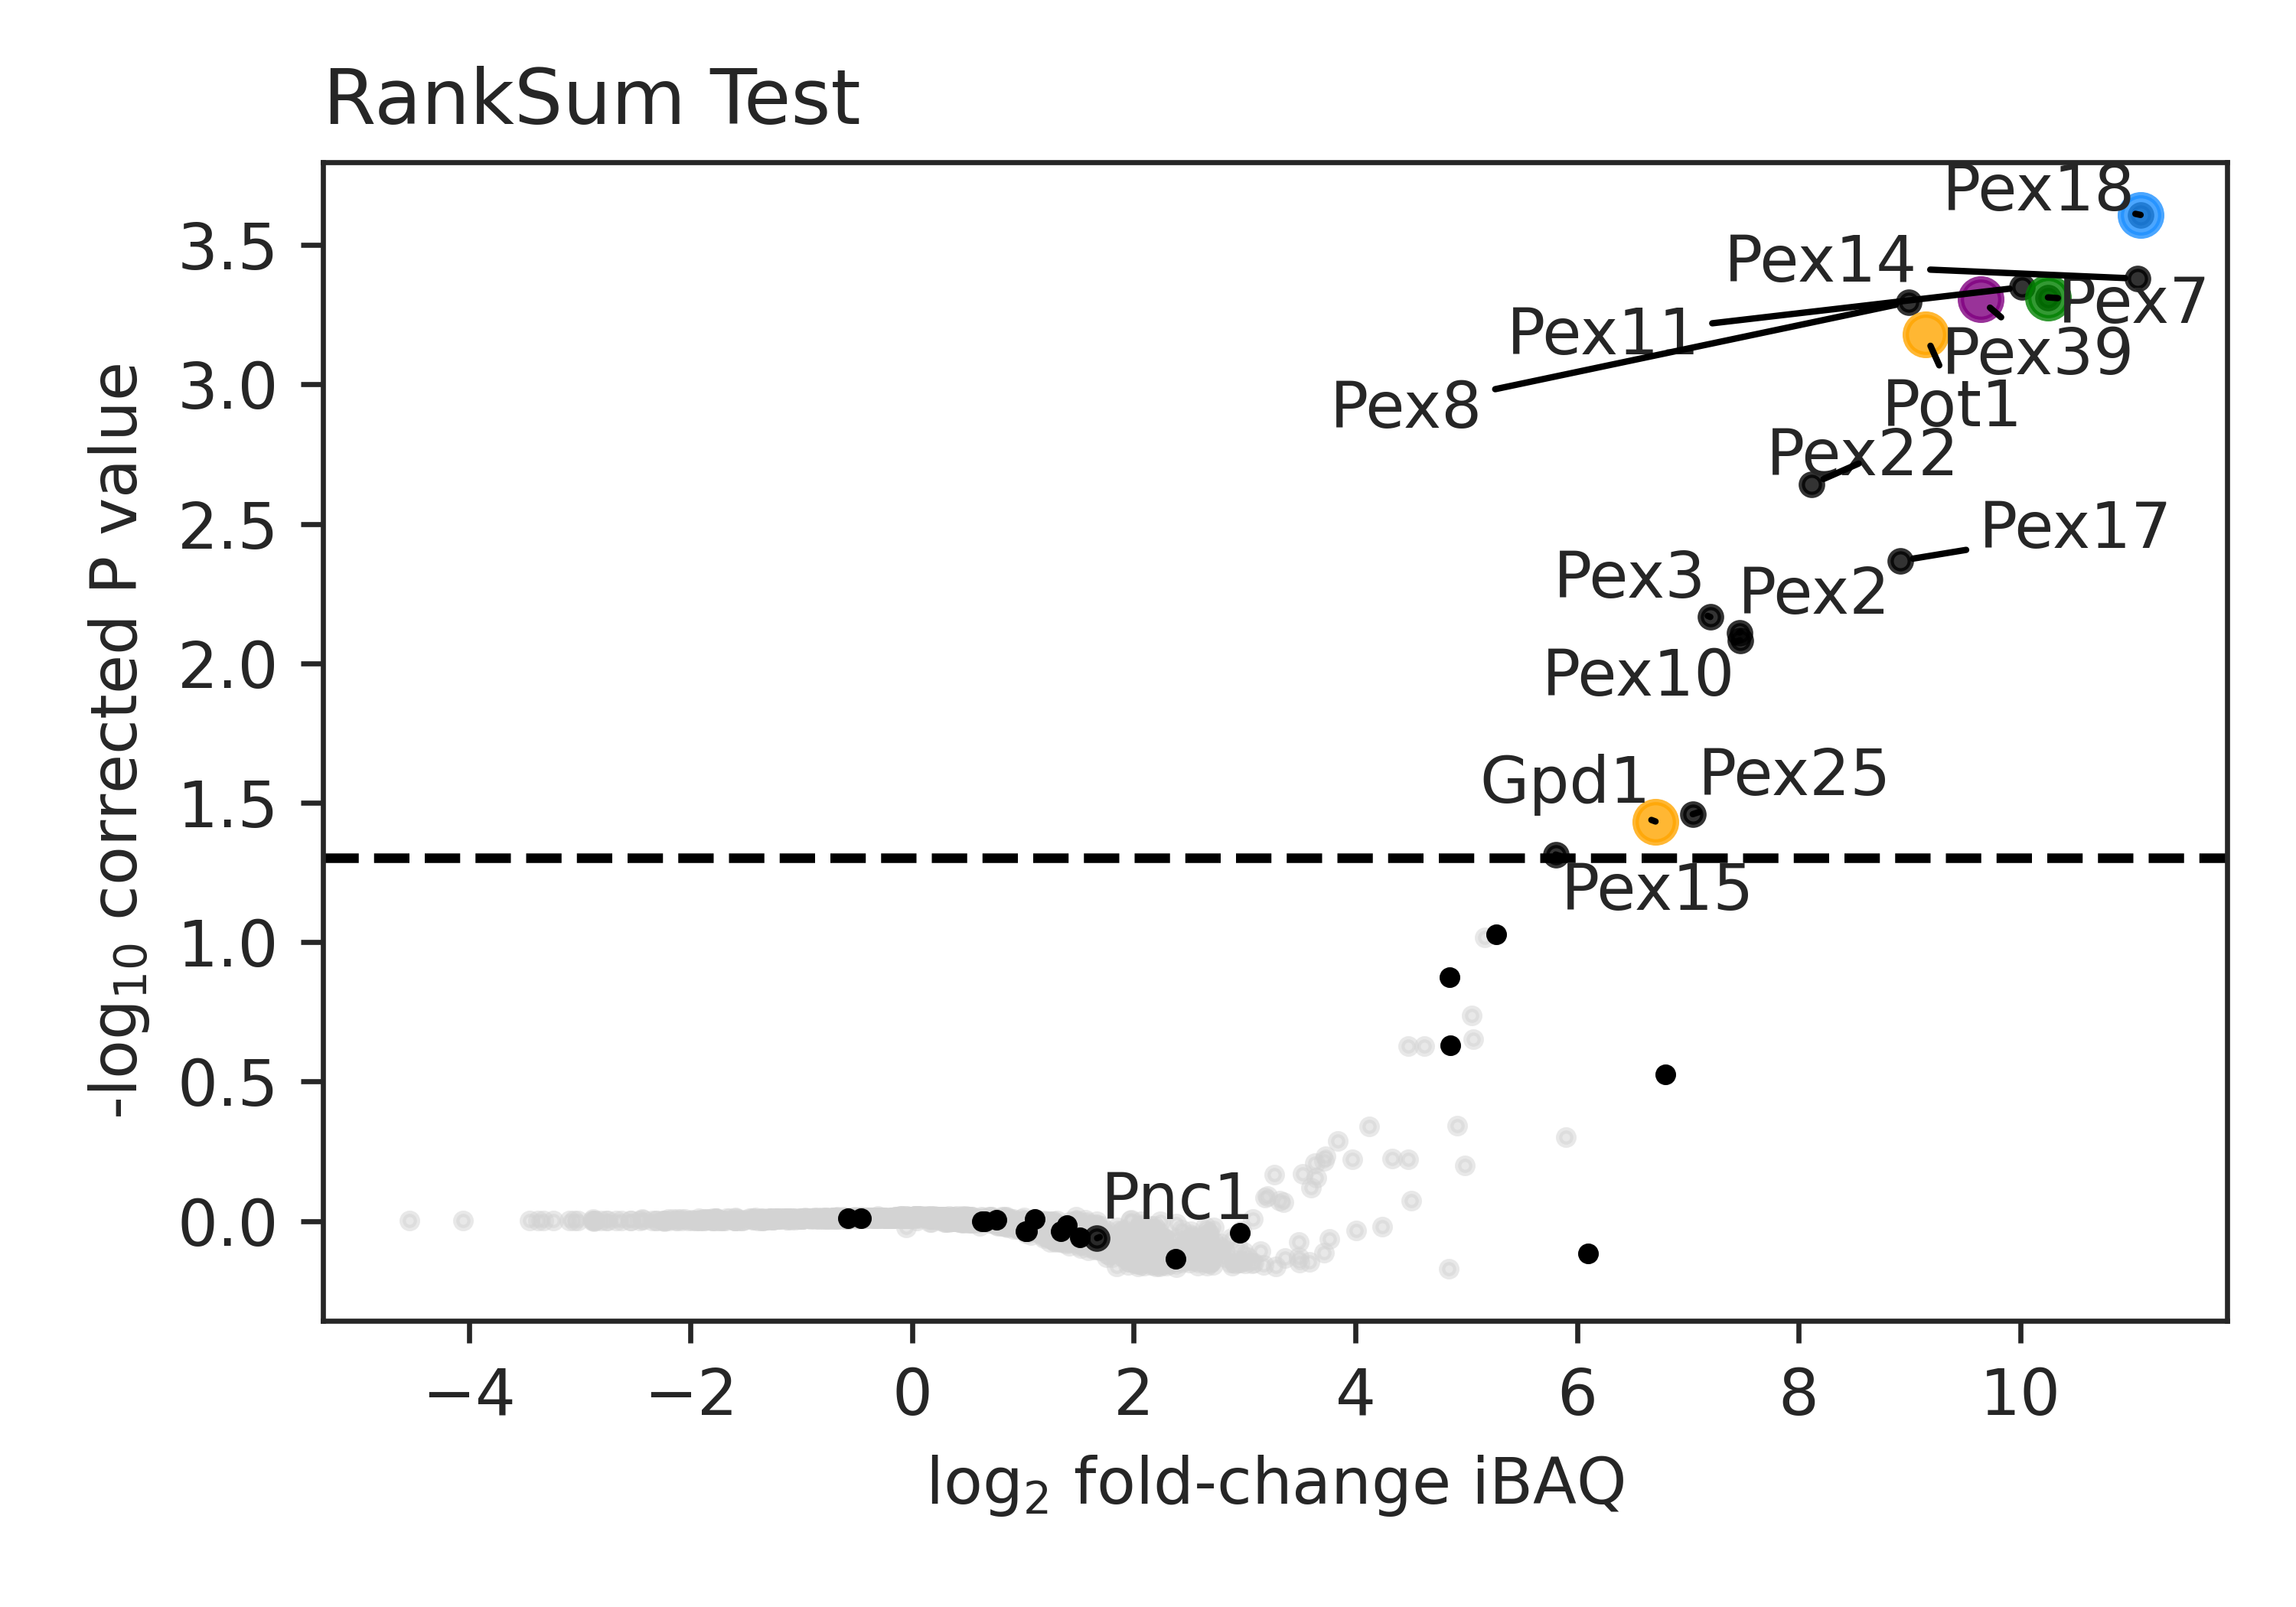 RankSum Test
Pex18
3.5
Pex14
Pex7
Pex11
Pex39
3.0
Pex8
Pot1
Pex22
2.5
Pex17
Pex3
Pex2
2.0
Pex10
Gpd1
Pex25
1.5
Pex15
1.0
0.5
Pnc1
0.0
-log₁₀ corrected P value
−4 −2 0 2 4 6 8 10
log₂ fold-change iBAQ